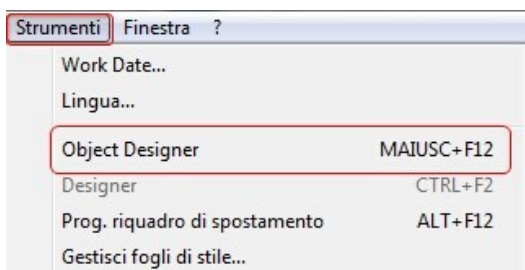 Strumenti Finestra ?
Work Date...
Lingua...
Object Designer MAIUSC+F12
Designer CTRL+F2
Prog. riquadro di spostamento ALT+F12
Gestisci fogli di stile...